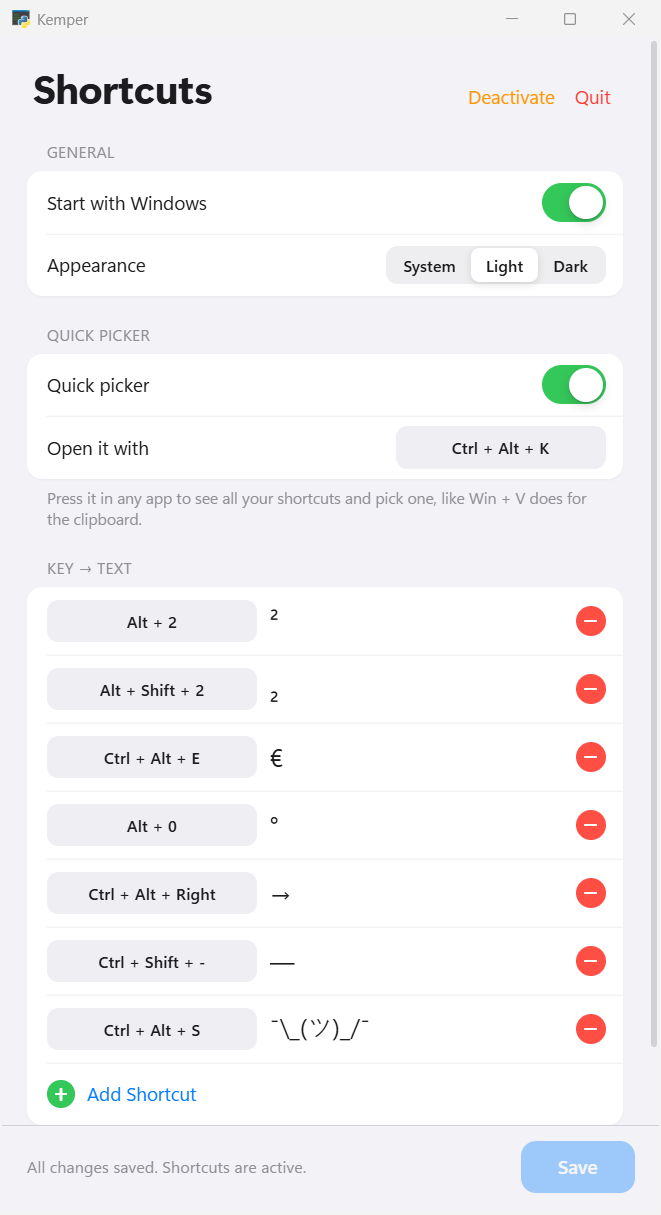 Kemper
Shortcuts
Deactivate Quit
GENERAL
Start with Windows
Appearance System Light Dark
QUICK PICKER
Quick picker
Open it with Ctrl + Alt + K
Press it in any app to see all your shortcuts and pick one, like Win + V does for
the clipboard.
KEY → TEXT
Alt + 2 ²
Alt + Shift + 2 ₂
Ctrl + Alt + E €
Alt + 0 °
Ctrl + Alt + Right →
Ctrl + Shift + - —
Ctrl + Alt + S ¯\_(ツ)_/¯
Add Shortcut
All changes saved. Shortcuts are active. Save